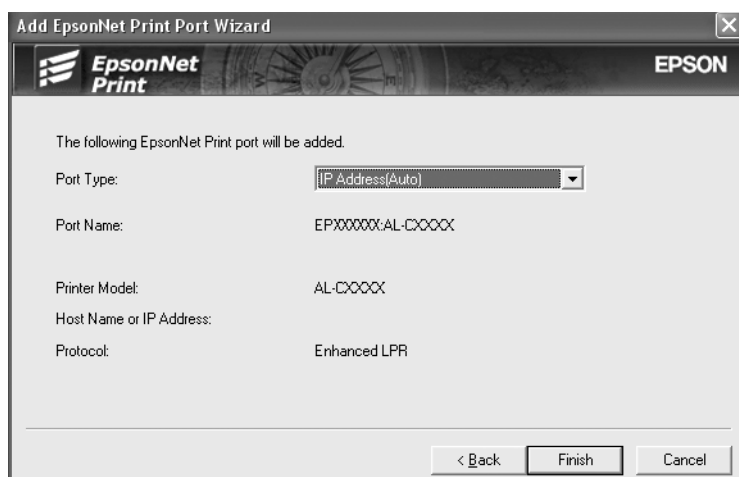 Add EpsonNet Print Port Wizard
EpsonNet
Print
EPSON
The following EpsonNet Print port will be added.
Port Type:
IP Address(Auto)
Port Name:
EPXXXXXX:AL-CXXXX
Printer Model:
AL-CXXXX
Host Name or IP Address:
Protocol:
Enhanced LPR
< Back
Finish
Cancel